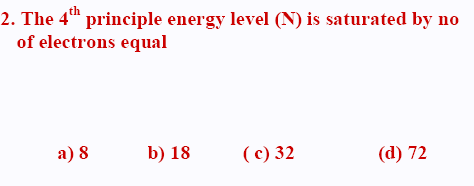 2. The 4th principle energy level (N) is saturated by no
of electrons equal
a) 8 b) 18 ( c) 32 (d) 72